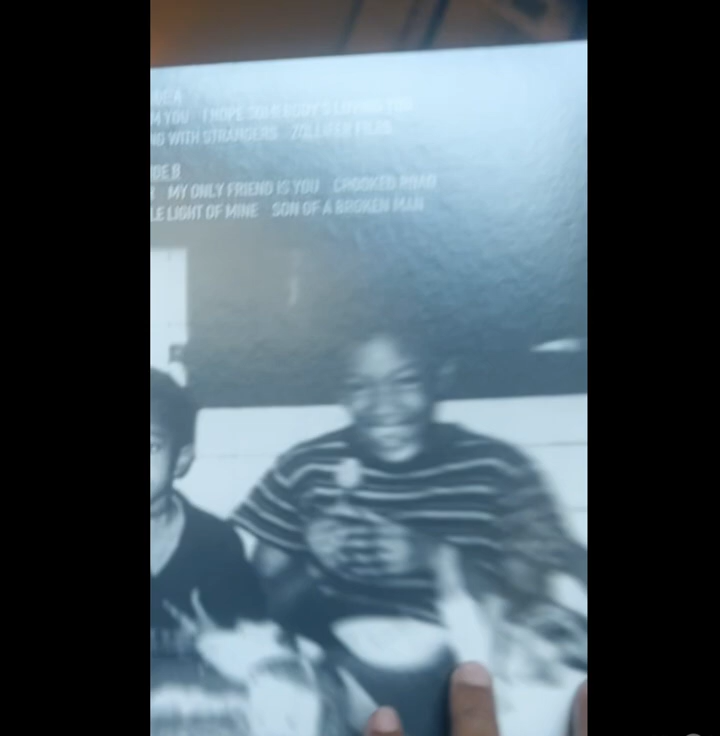 DE A
M YOU I HOPE SOMEBODY'S LOVING YOU
NG WITH STRANGERS
DE B
MY ONLY FRIEND IS YOU CROOKED ROAD
LE LIGHT OF MINE SON OF A BROKEN MAN